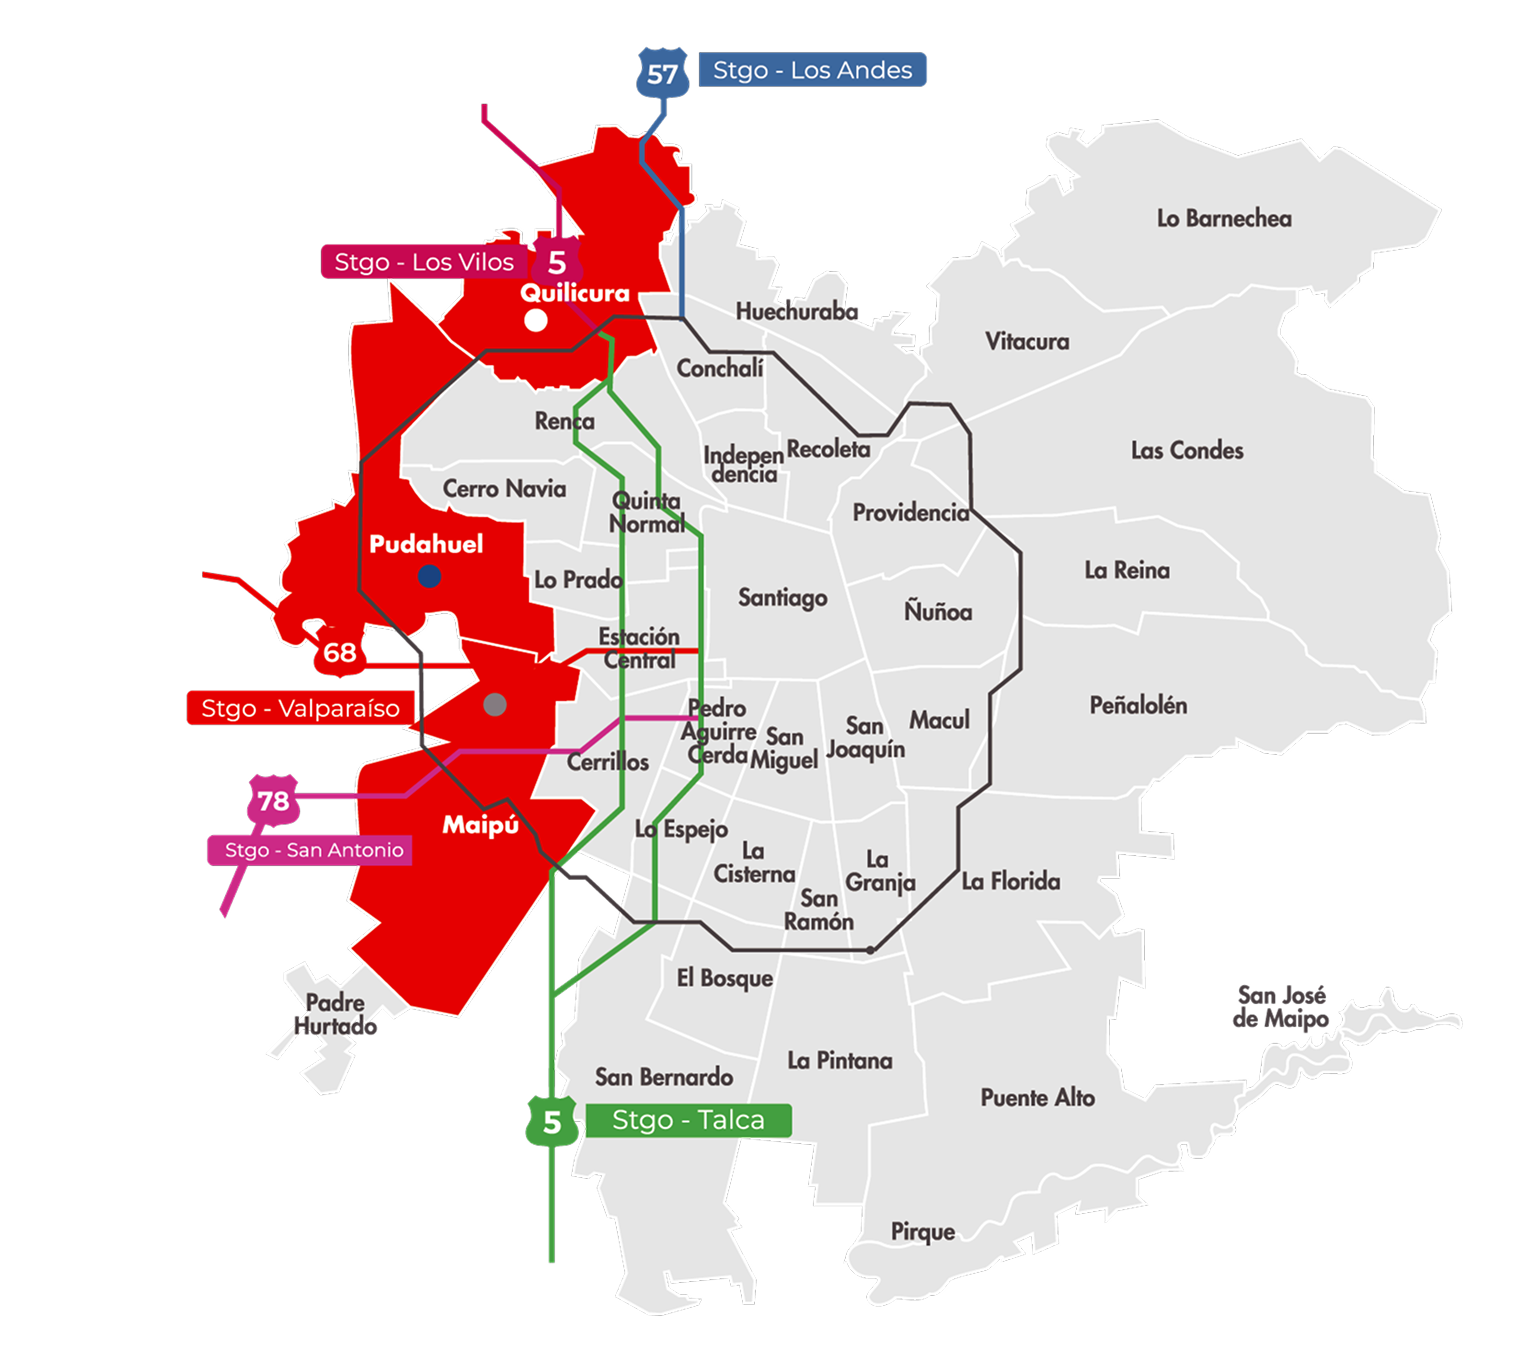 57
Stgo - Los Andes
Lo Barnechea
Stgo - Los Vilos
5
Quilicura
Huechuraba
Vitacura
Conchalí
Renca
Indepen
dencia
Recoleta
Las Condes
Cerro Navia
Quinta
Normal
Providencia
Pudahuel
Lo Prado
La Reina
Santiago
Ñuñoa
68
Estación
Central
Stgo - Valparaíso
Pedro
Aguirre
Cerda
San
Miguel
San
Joaquín
Macul
Peñalolén
Cerrillos
78
Maipú
Lo Espejo
Stgo - San Antonio
La
Cisterna
La
Granja
La Florida
San
Ramón
El Bosque
Padre
Hurtado
San José
de Maipo
La Pintana
San Bernardo
Puente Alto
5
Stgo - Talca
Pirque